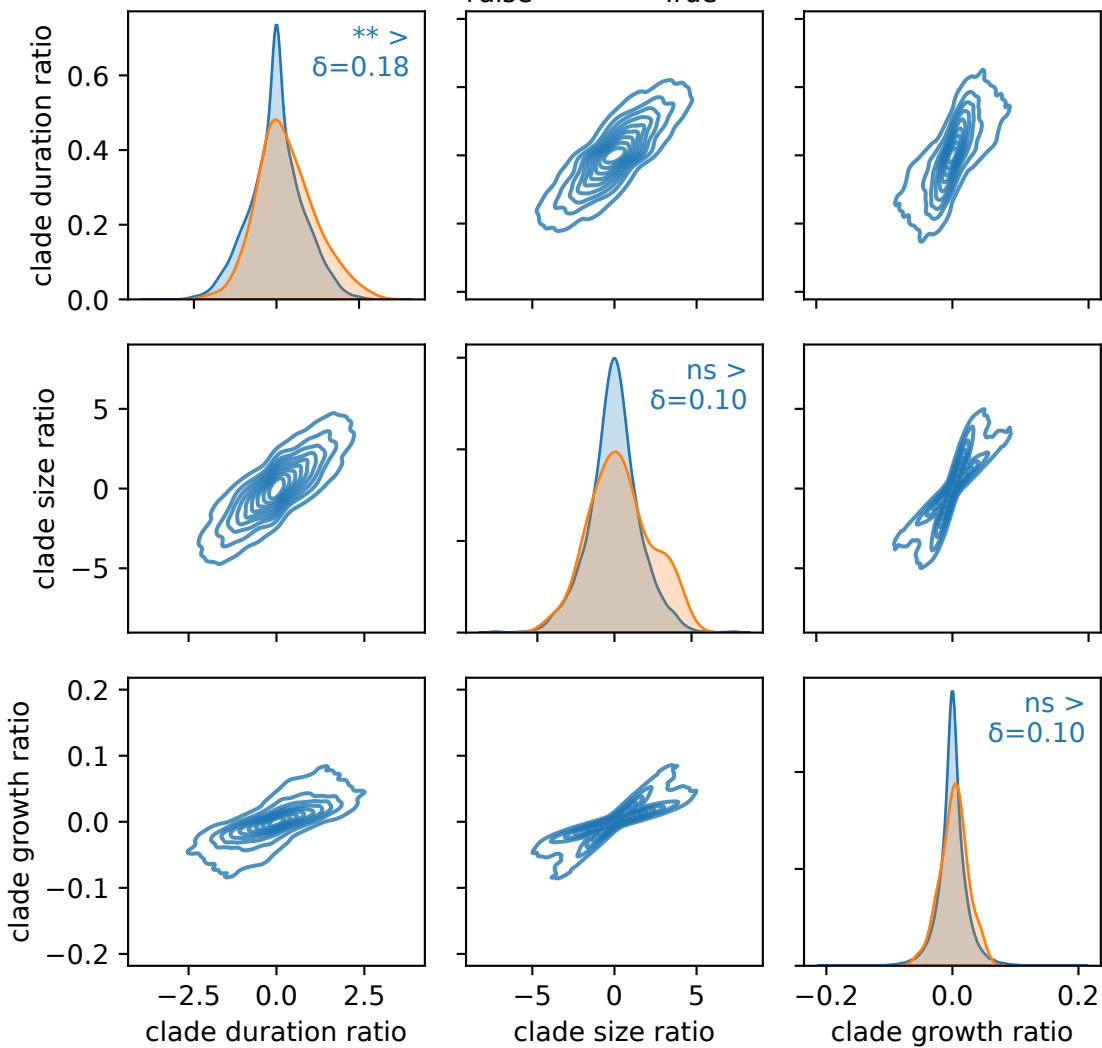 False True
clade duration ratio
0.6
0.4
0.2
0.0
** >
δ=0.18
clade size ratio
5
0
−5
ns >
δ=0.10
clade growth ratio
0.2
0.1
0.0
−0.1
−0.2
ns >
δ=0.10
−2.5 0.0 2.5
−5 0 5
−0.2 0.0 0.2
clade duration ratio
clade size ratio
clade growth ratio